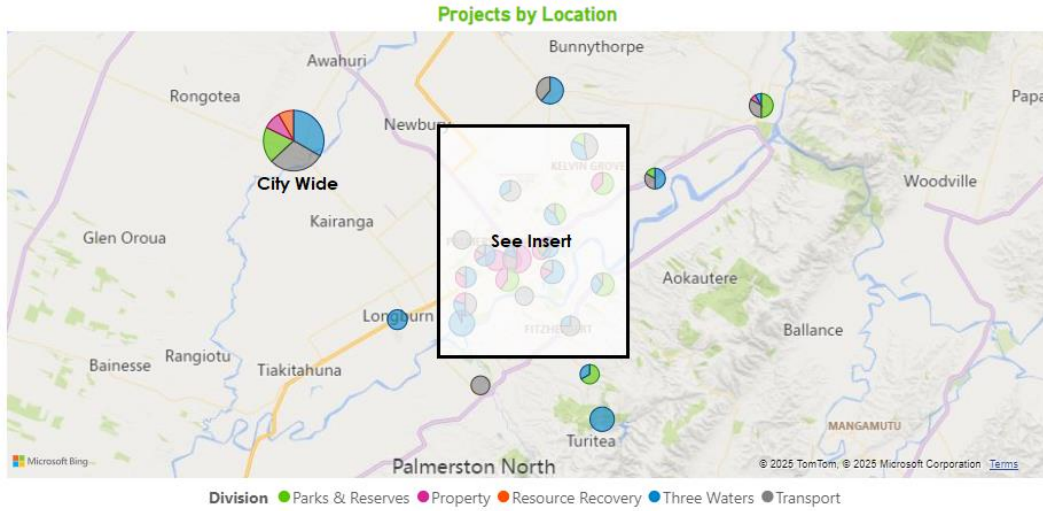 Projects by Location
Bunnythorpe
Awahuri
Rongotea
Papa
Newbury
City Wide
KELVIN GROVE
Woodville
Kairanga
Glen Oroua
See Insert
Aokautere
Longburn
FITZHERBERT
Ballance
Bainesse
Rangiotu
Tiakitahuna
MANGAMUTU
Turitea
Microsoft Bing
Palmerston North
© 2025 TomTom, © 2025 Microsoft Corporation Terms
Division Parks & Reserves Property Resource Recovery Three Waters Transport